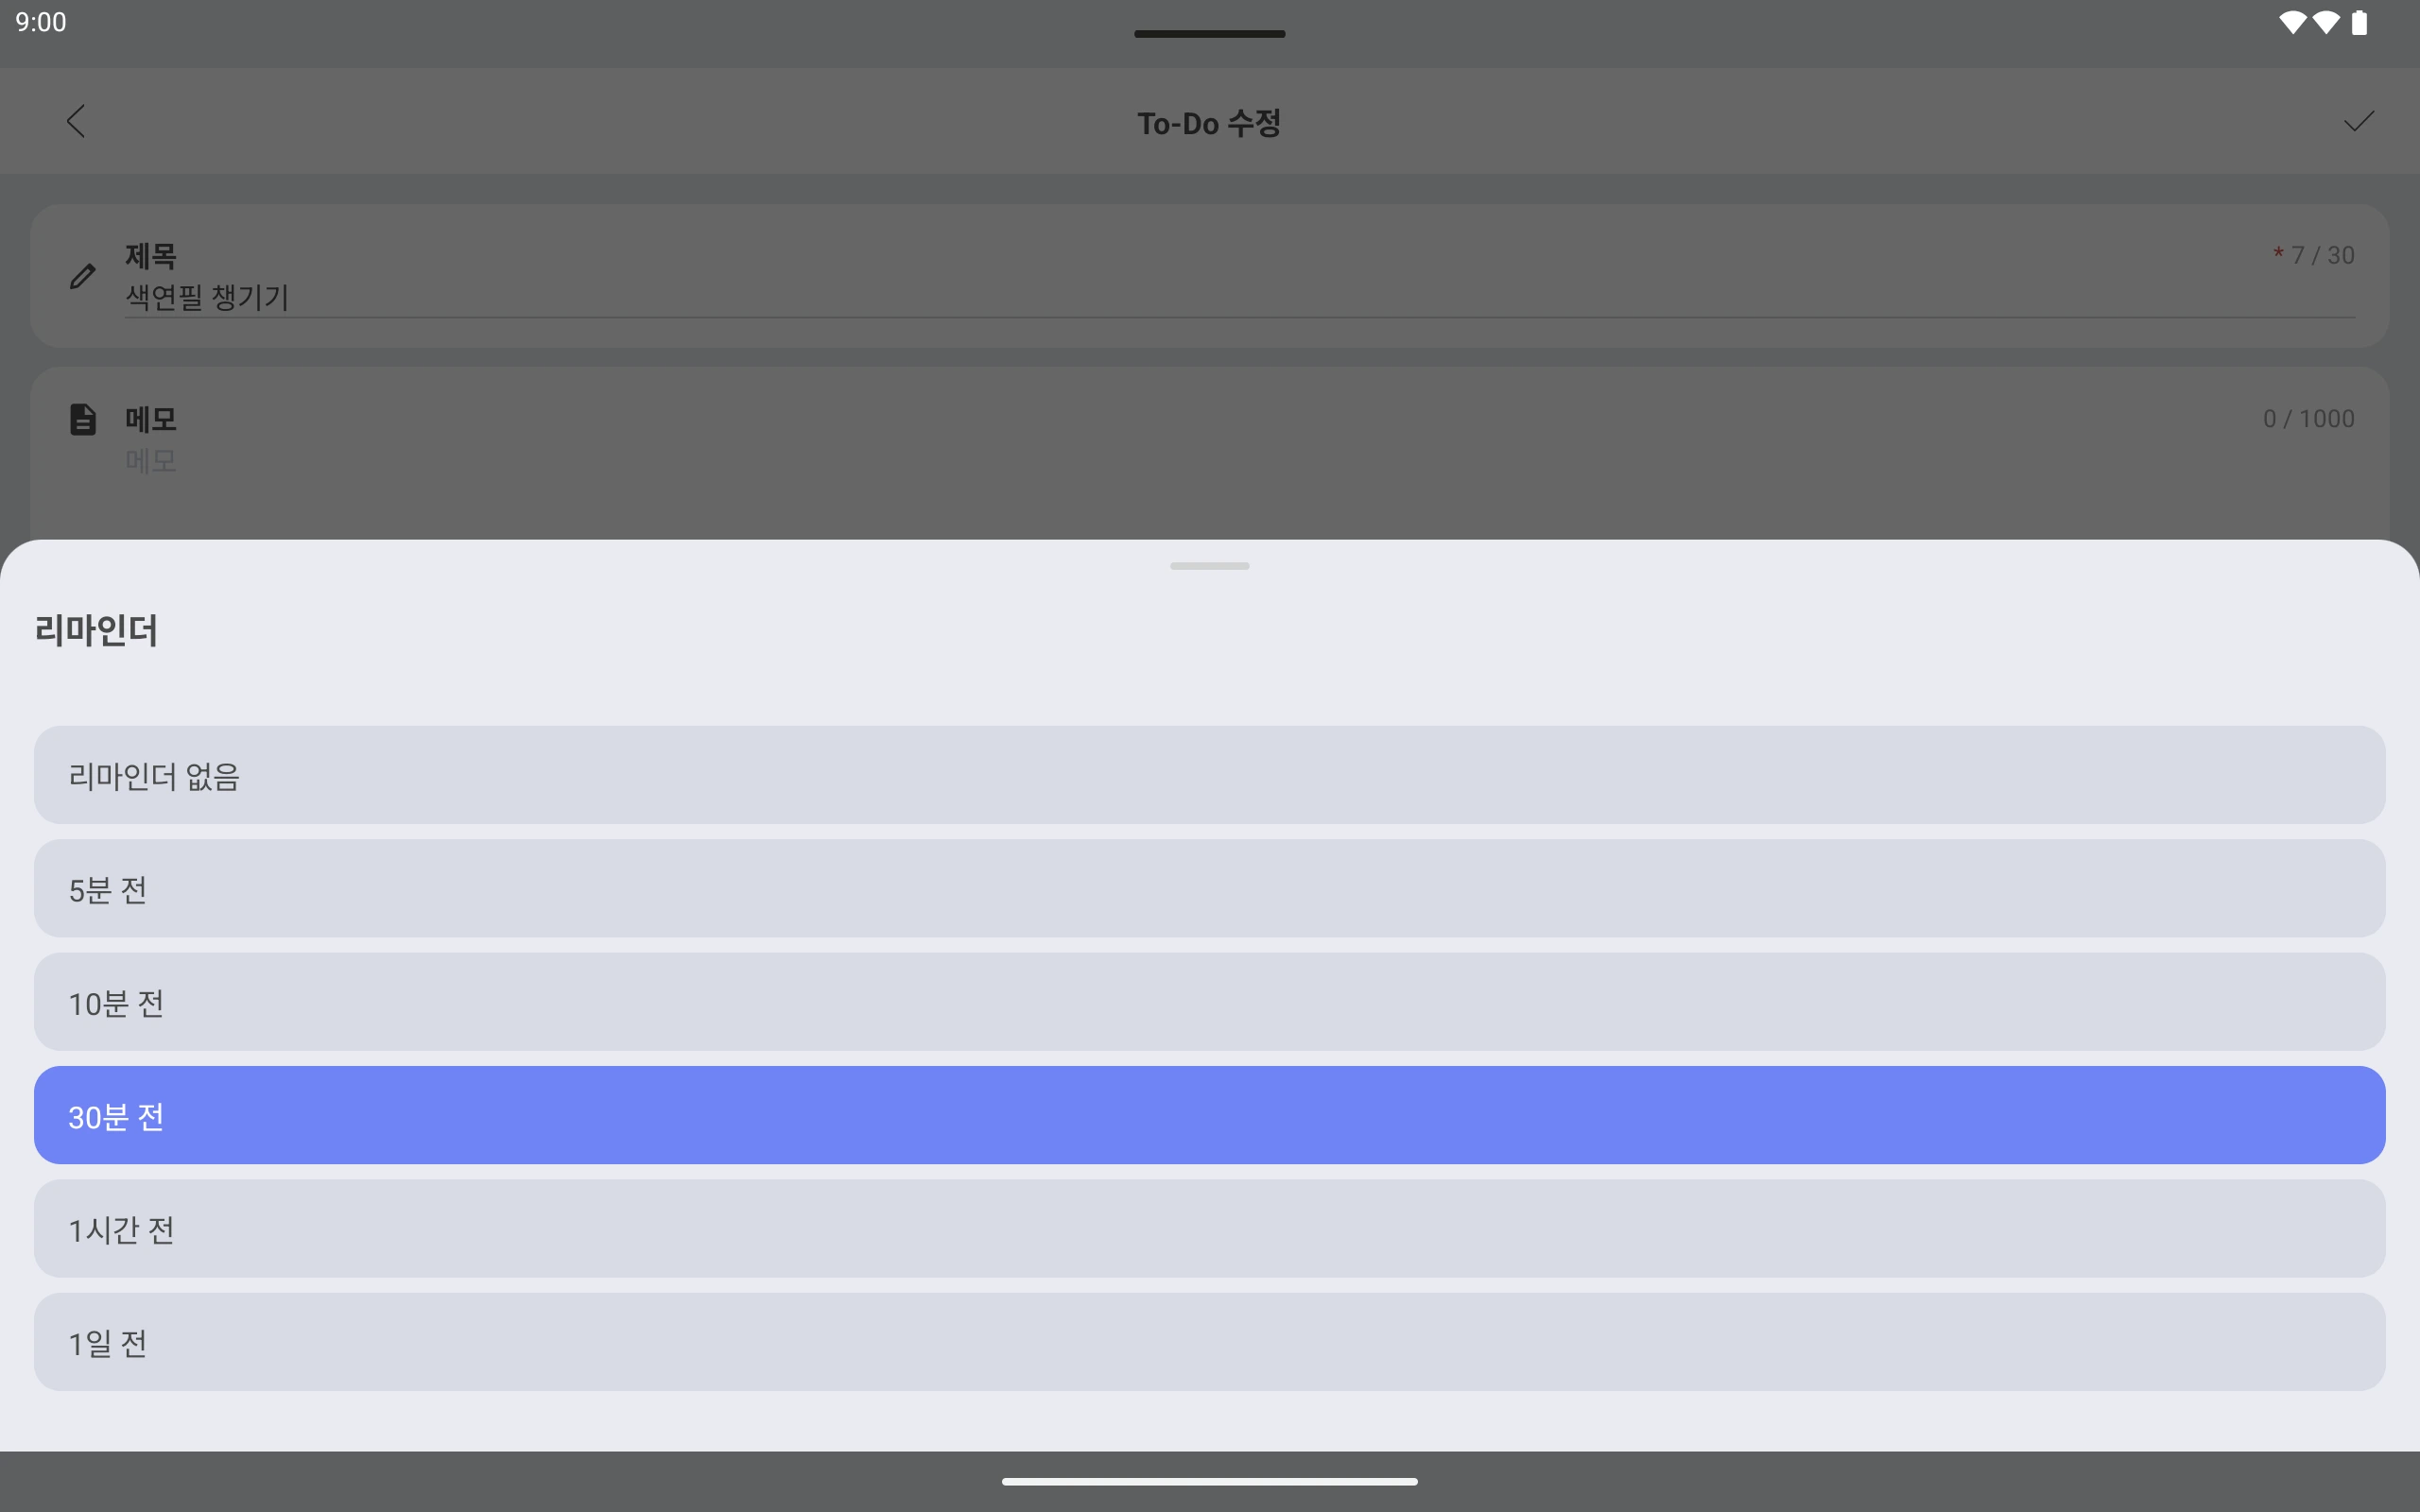 9:00
To-Do 수정
제목
* 7 / 30
색연필 챙기기
메모
0 / 1000
메모
리마인더
리마인더 없음
5분 전
10분 전
30분 전
1시간 전
1일 전